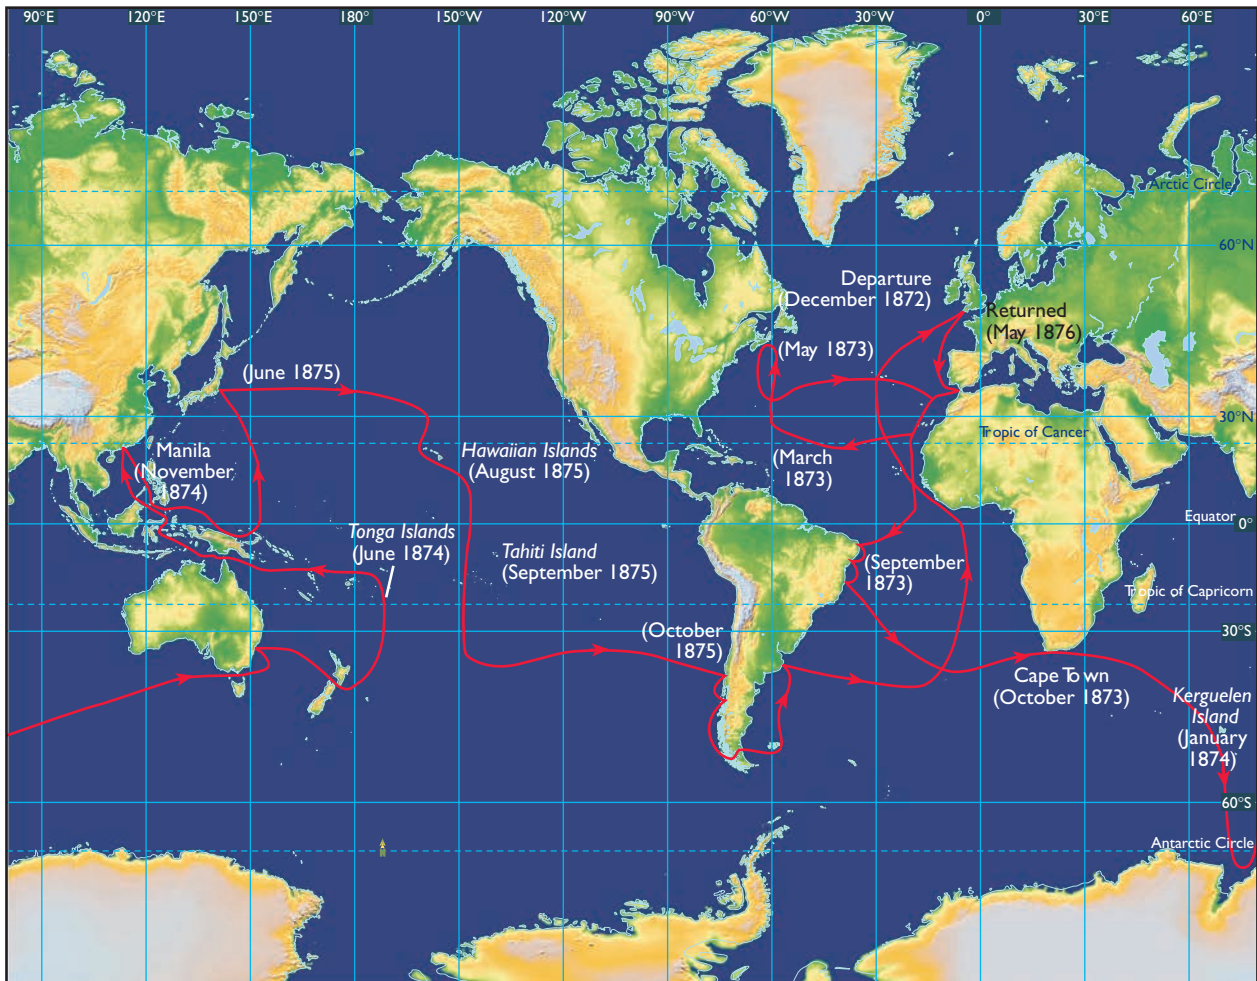 90°E 120°E 150°E 180° 150°W 120°W 90°W 60°W 30°W 0° 30°E 60°E
Arctic Circle
60°N
Departure
(December 1872)
Returned
(May 1876)
(May 1873)
(June 1875)
30°N
Tropic of Cancer
Manila
(November
1874)
Hawaiian Islands
(August 1875)
(March
1873)
Equator
0°
Tonga Islands
(June 1874)
Tahiti Island
(September 1875)
(September
1873)
Tropic of Capricorn
(October
1875)
30°S
Cape Town
(October 1873)
Kerguelen
Island
(January
1874)
60°S
Antarctic Circle